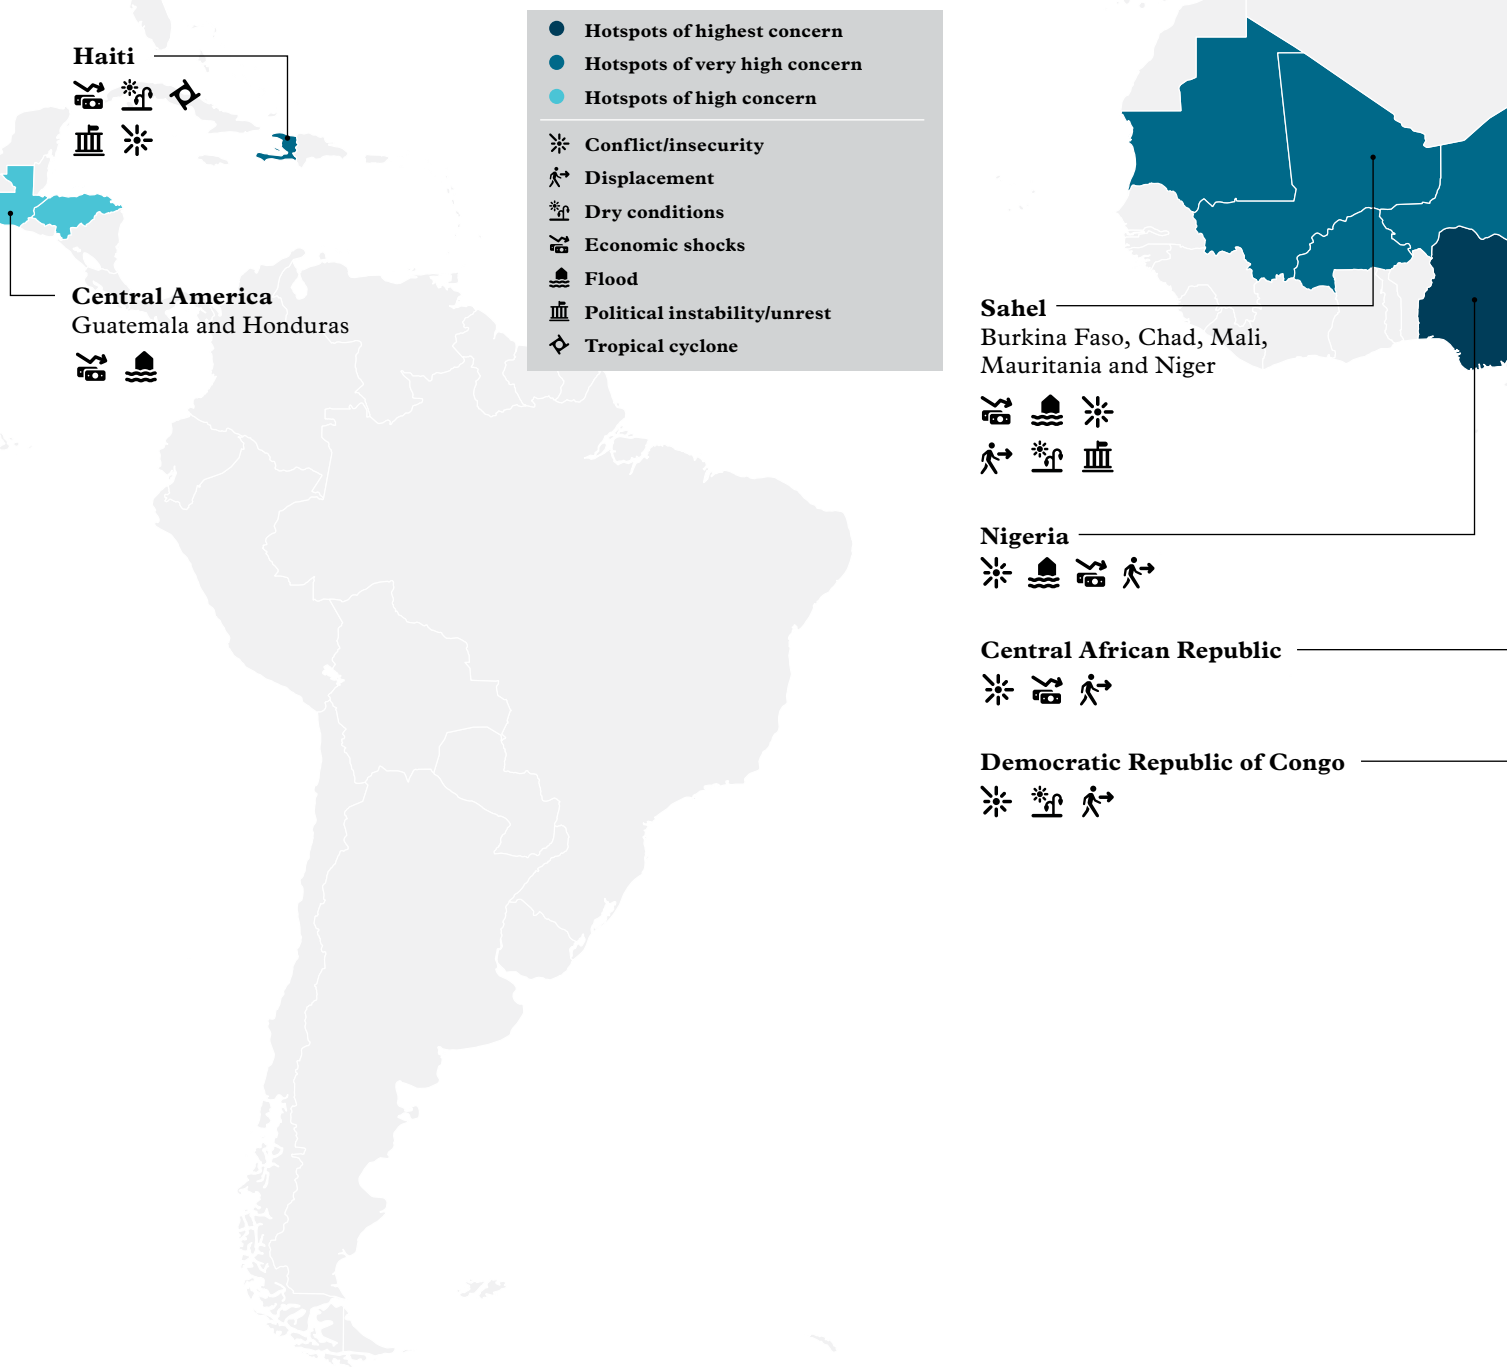 Hotspots of highest concern
Hotspots of very high concern
Hotspots of high concern
Conflict/insecurity
Displacement
Dry conditions
Economic shocks
Flood
Political instability/unrest
Tropical cyclone
Haiti
Central America
Guatemala and Honduras
Sahel
Burkina Faso, Chad, Mali,
Mauritania and Niger
Nigeria
Central African Republic
Democratic Republic of Congo